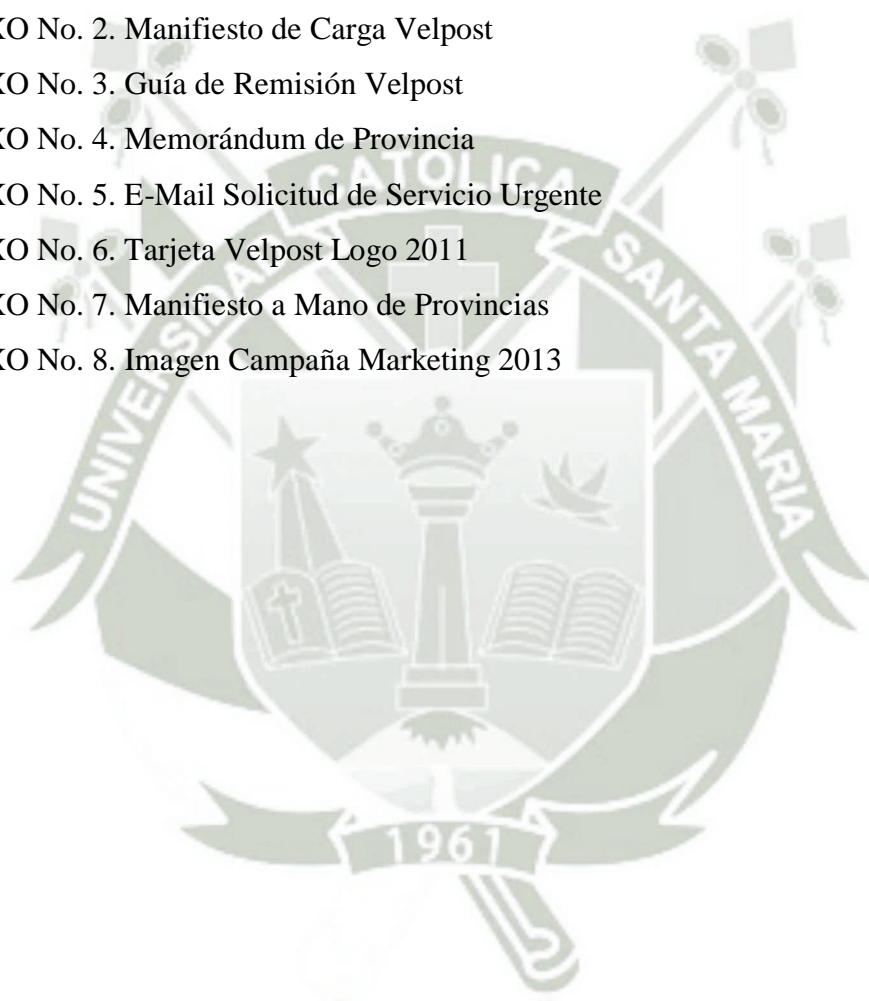 XO No. 2. Manifiesto de Carga Velpost
XO No. 3. Guía de Remisión Velpost
XO No. 4. Memorándum de Provincia
XO No. 5. E-Mail Solicitud de Servicio Urgente
XO No. 6. Tarjeta Velpost Logo 2011
XO No. 7. Manifiesto a Mano de Provincias
XO No. 8. Imagen Campaña Marketing 2013
UNIVERSIDAD CATOLICA SANTA MARIA
1961